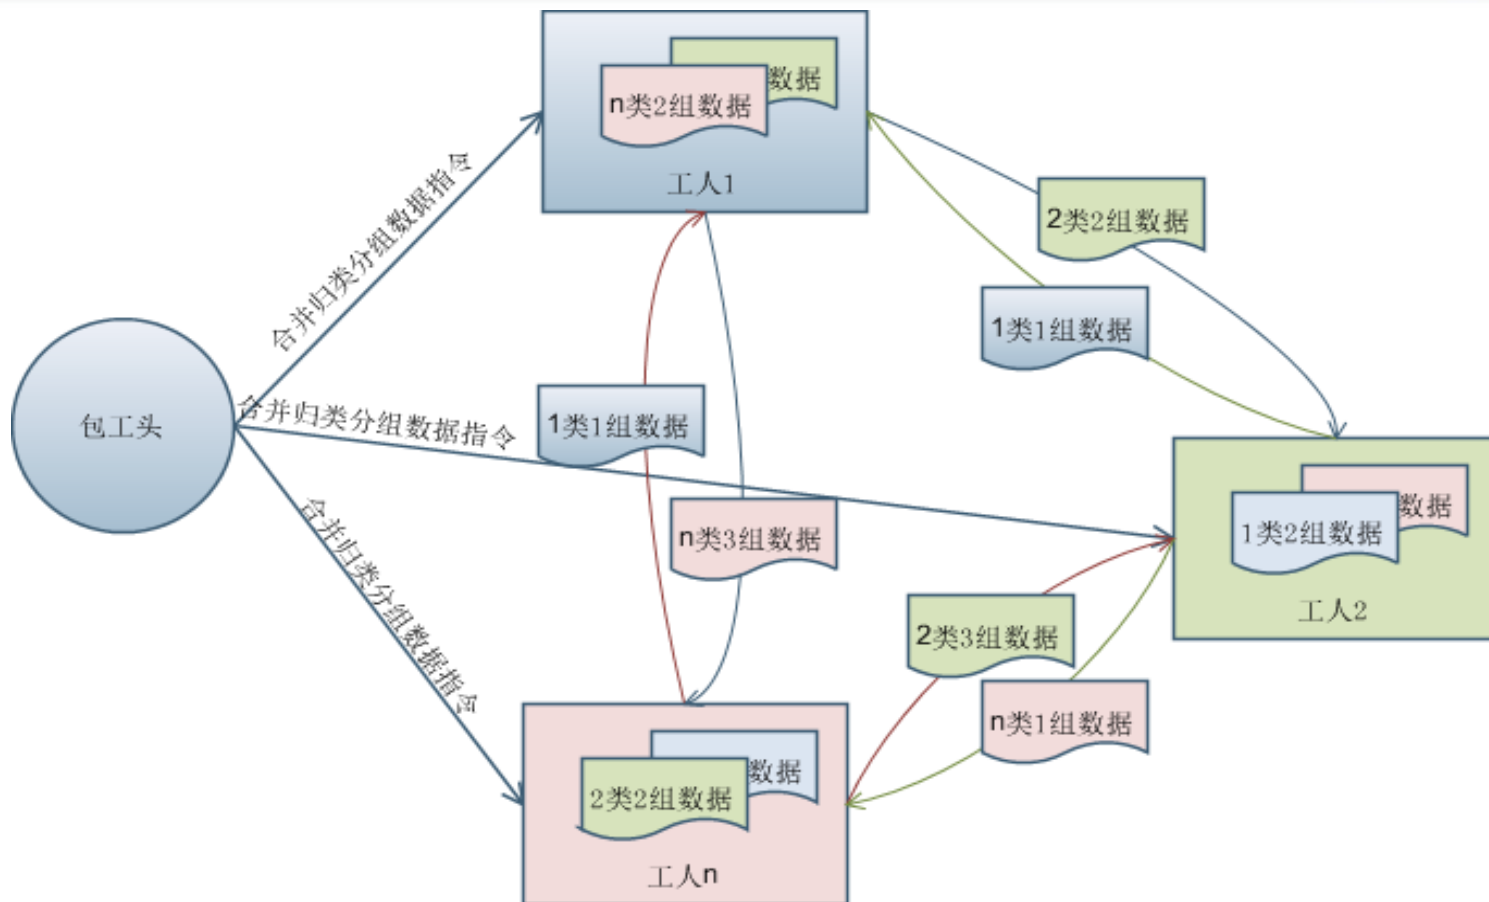 数据
n类2组数据
工人1
合并归类分组数据指令
2类2组数据
1类1组数据
包工头
合并归类分组数据指令
1类1组数据
n类3组数据
数据
1类2组数据
工人2
合并归类分组数据指令
2类3组数据
n类1组数据
数据
2类2组数据
工人n